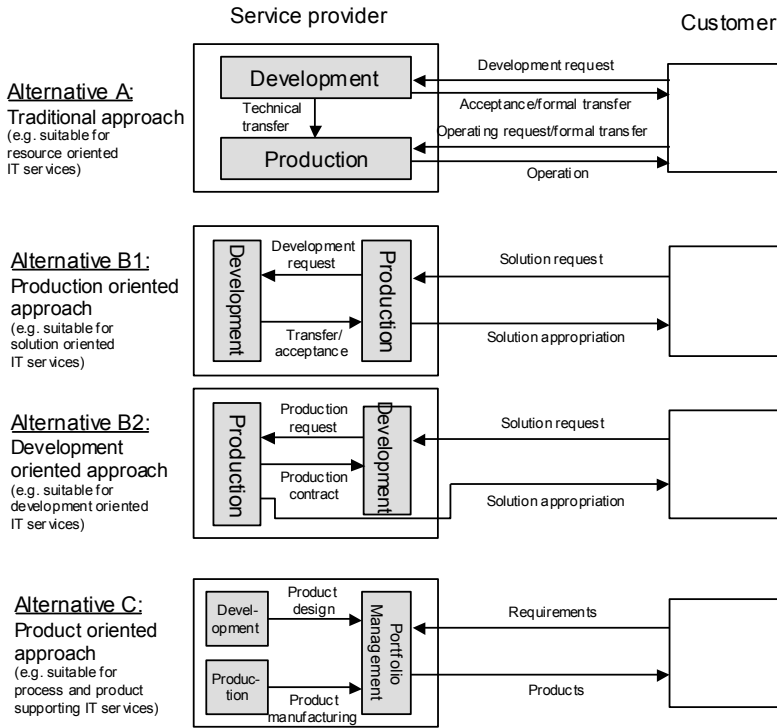 Service provider
Customer
Alternative A:
Traditional approach
(e.g. suitable for
resource oriented
IT services)
Development
Technical
transfer
Production
Development request
Acceptance/formal transfer
Operating request/formal transfer
Operation
Alternative B1:
Production oriented
approach
(e.g. suitable for
solution oriented
IT services)
Development
Development
request
Transfer/
acceptance
Production
Solution request
Solution appropriation
Alternative B2:
Development
oriented approach
(e.g. suitable for
development oriented
IT services)
Production
Production
request
Production
contract
Development
Solution request
Solution appropriation
Alternative C:
Product oriented
approach
(e.g. suitable for
process and product
supporting IT services)
Devel-
opment
Product
design
Produc-
tion
Product
manufacturing
Portfolio
Management
Requirements
Products